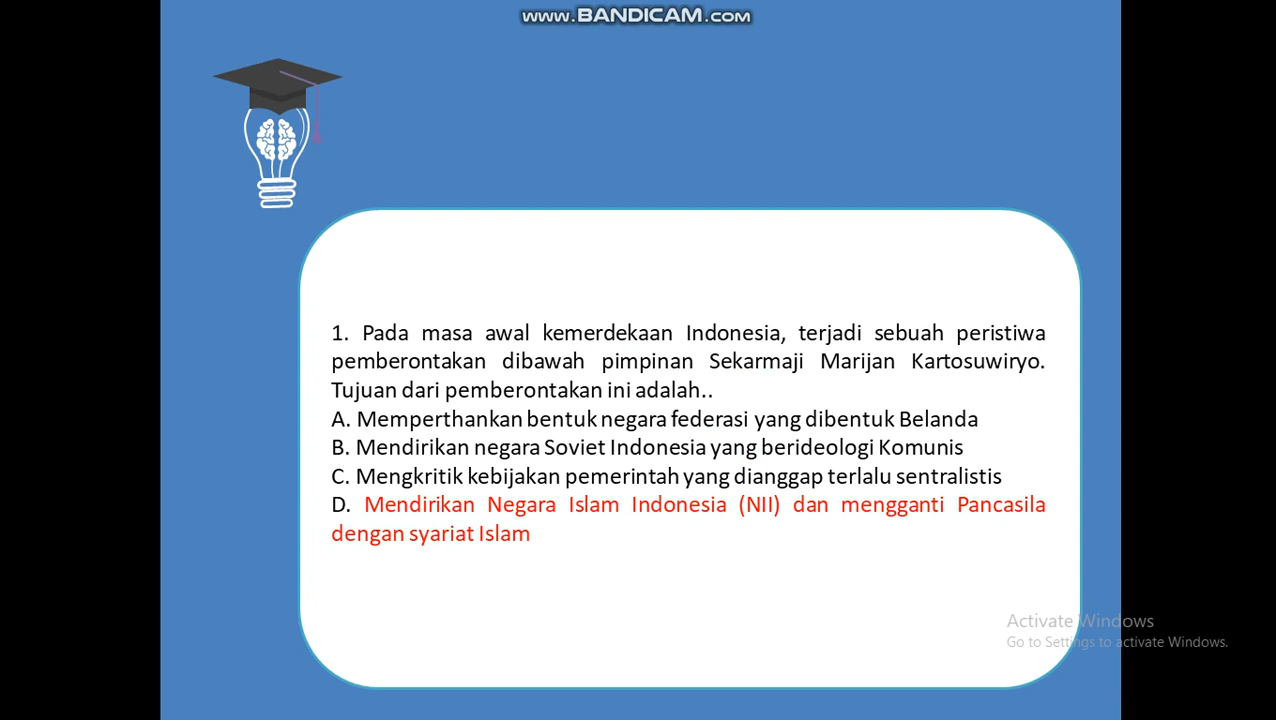 www.BANDICAM.com
1. Pada masa awal kemerdekaan Indonesia, terjadi sebuah peristiwa
pemberontakan dibawah pimpinan Sekarmaji Marijan Kartosuwiryo.
Tujuan dari pemberontakan ini adalah..
A. Memperthankan bentuk negara federasi yang dibentuk Belanda
B. Mendirikan negara Soviet Indonesia yang berideologi Komunis
C. Mengkritik kebijakan pemerintah yang dianggap terlalu sentralistis
D. Mendirikan Negara Islam Indonesia (NII) dan mengganti Pancasila
dengan syariat Islam
Activate Windows
Go to Settings to activate Windows.